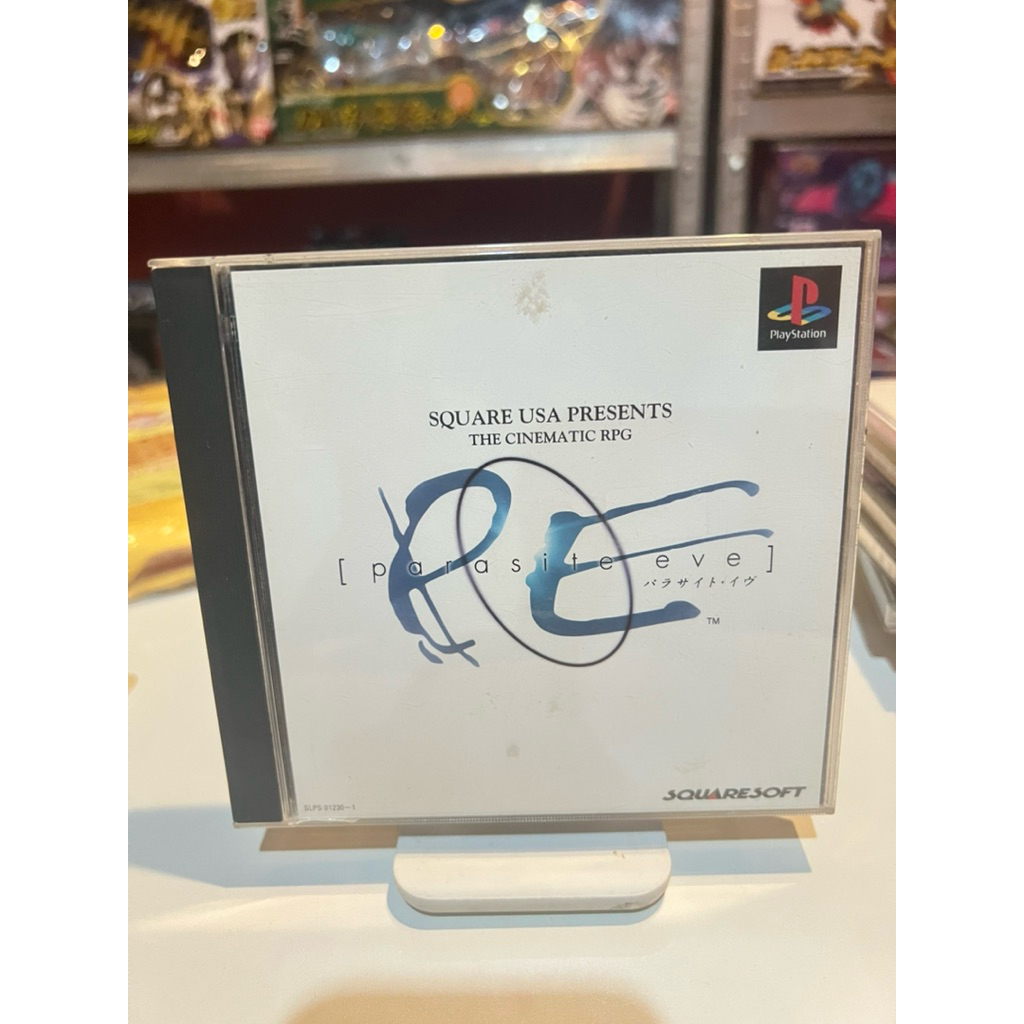 PlayStation
SQUARE USA PRESENTS
THE CINEMATIC RPG
PE
[ parasite eve ]
パラサイト・イヴ
TM
SLPS 01230-1
SQUARESOFT